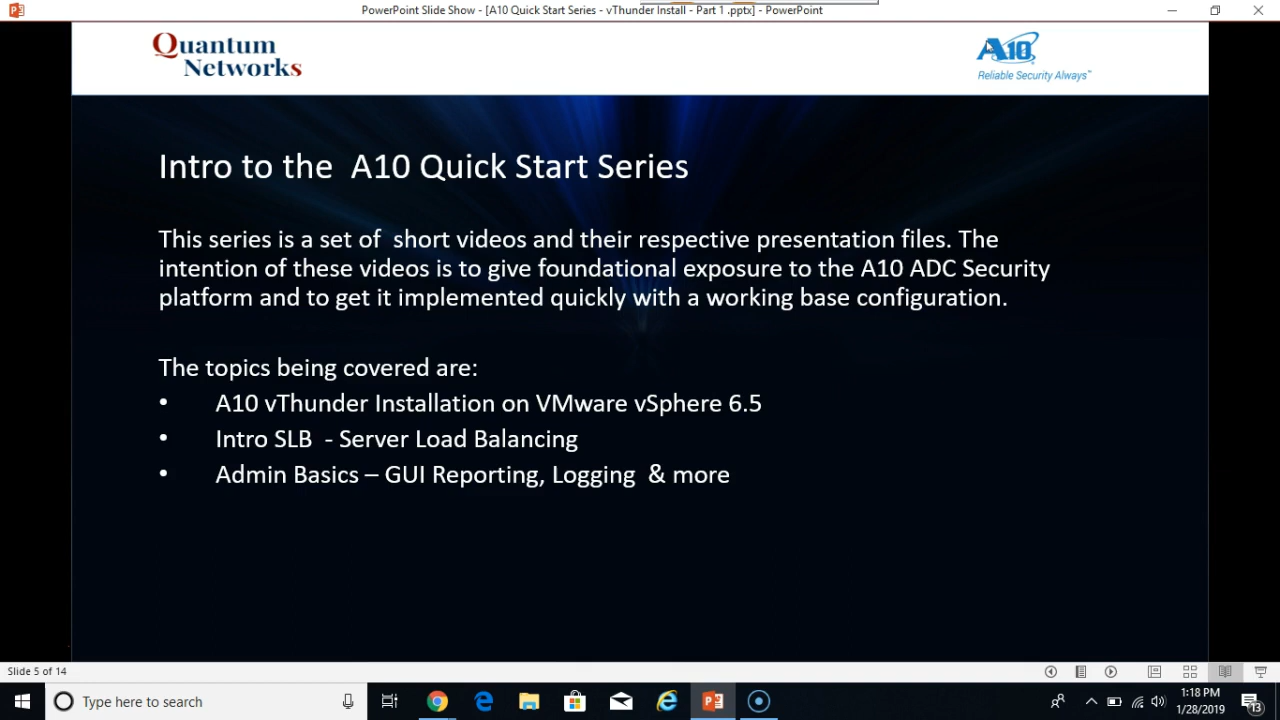 PowerPoint Slide Show - [A10 Quick Start Series - vThunder Install - Part 1 .pptx] - PowerPoint
Quantum
Networks
A10
Reliable Security Always™
Intro to the A10 Quick Start Series
This series is a set of short videos and their respective presentation files. The
intention of these videos is to give foundational exposure to the A10 ADC Security
platform and to get it implemented quickly with a working base configuration.
The topics being covered are:
• A10 vThunder Installation on VMware vSphere 6.5
• Intro SLB - Server Load Balancing
• Admin Basics – GUI Reporting, Logging & more
Slide 5 of 14
Type here to search
1:18 PM
1/28/2019
13